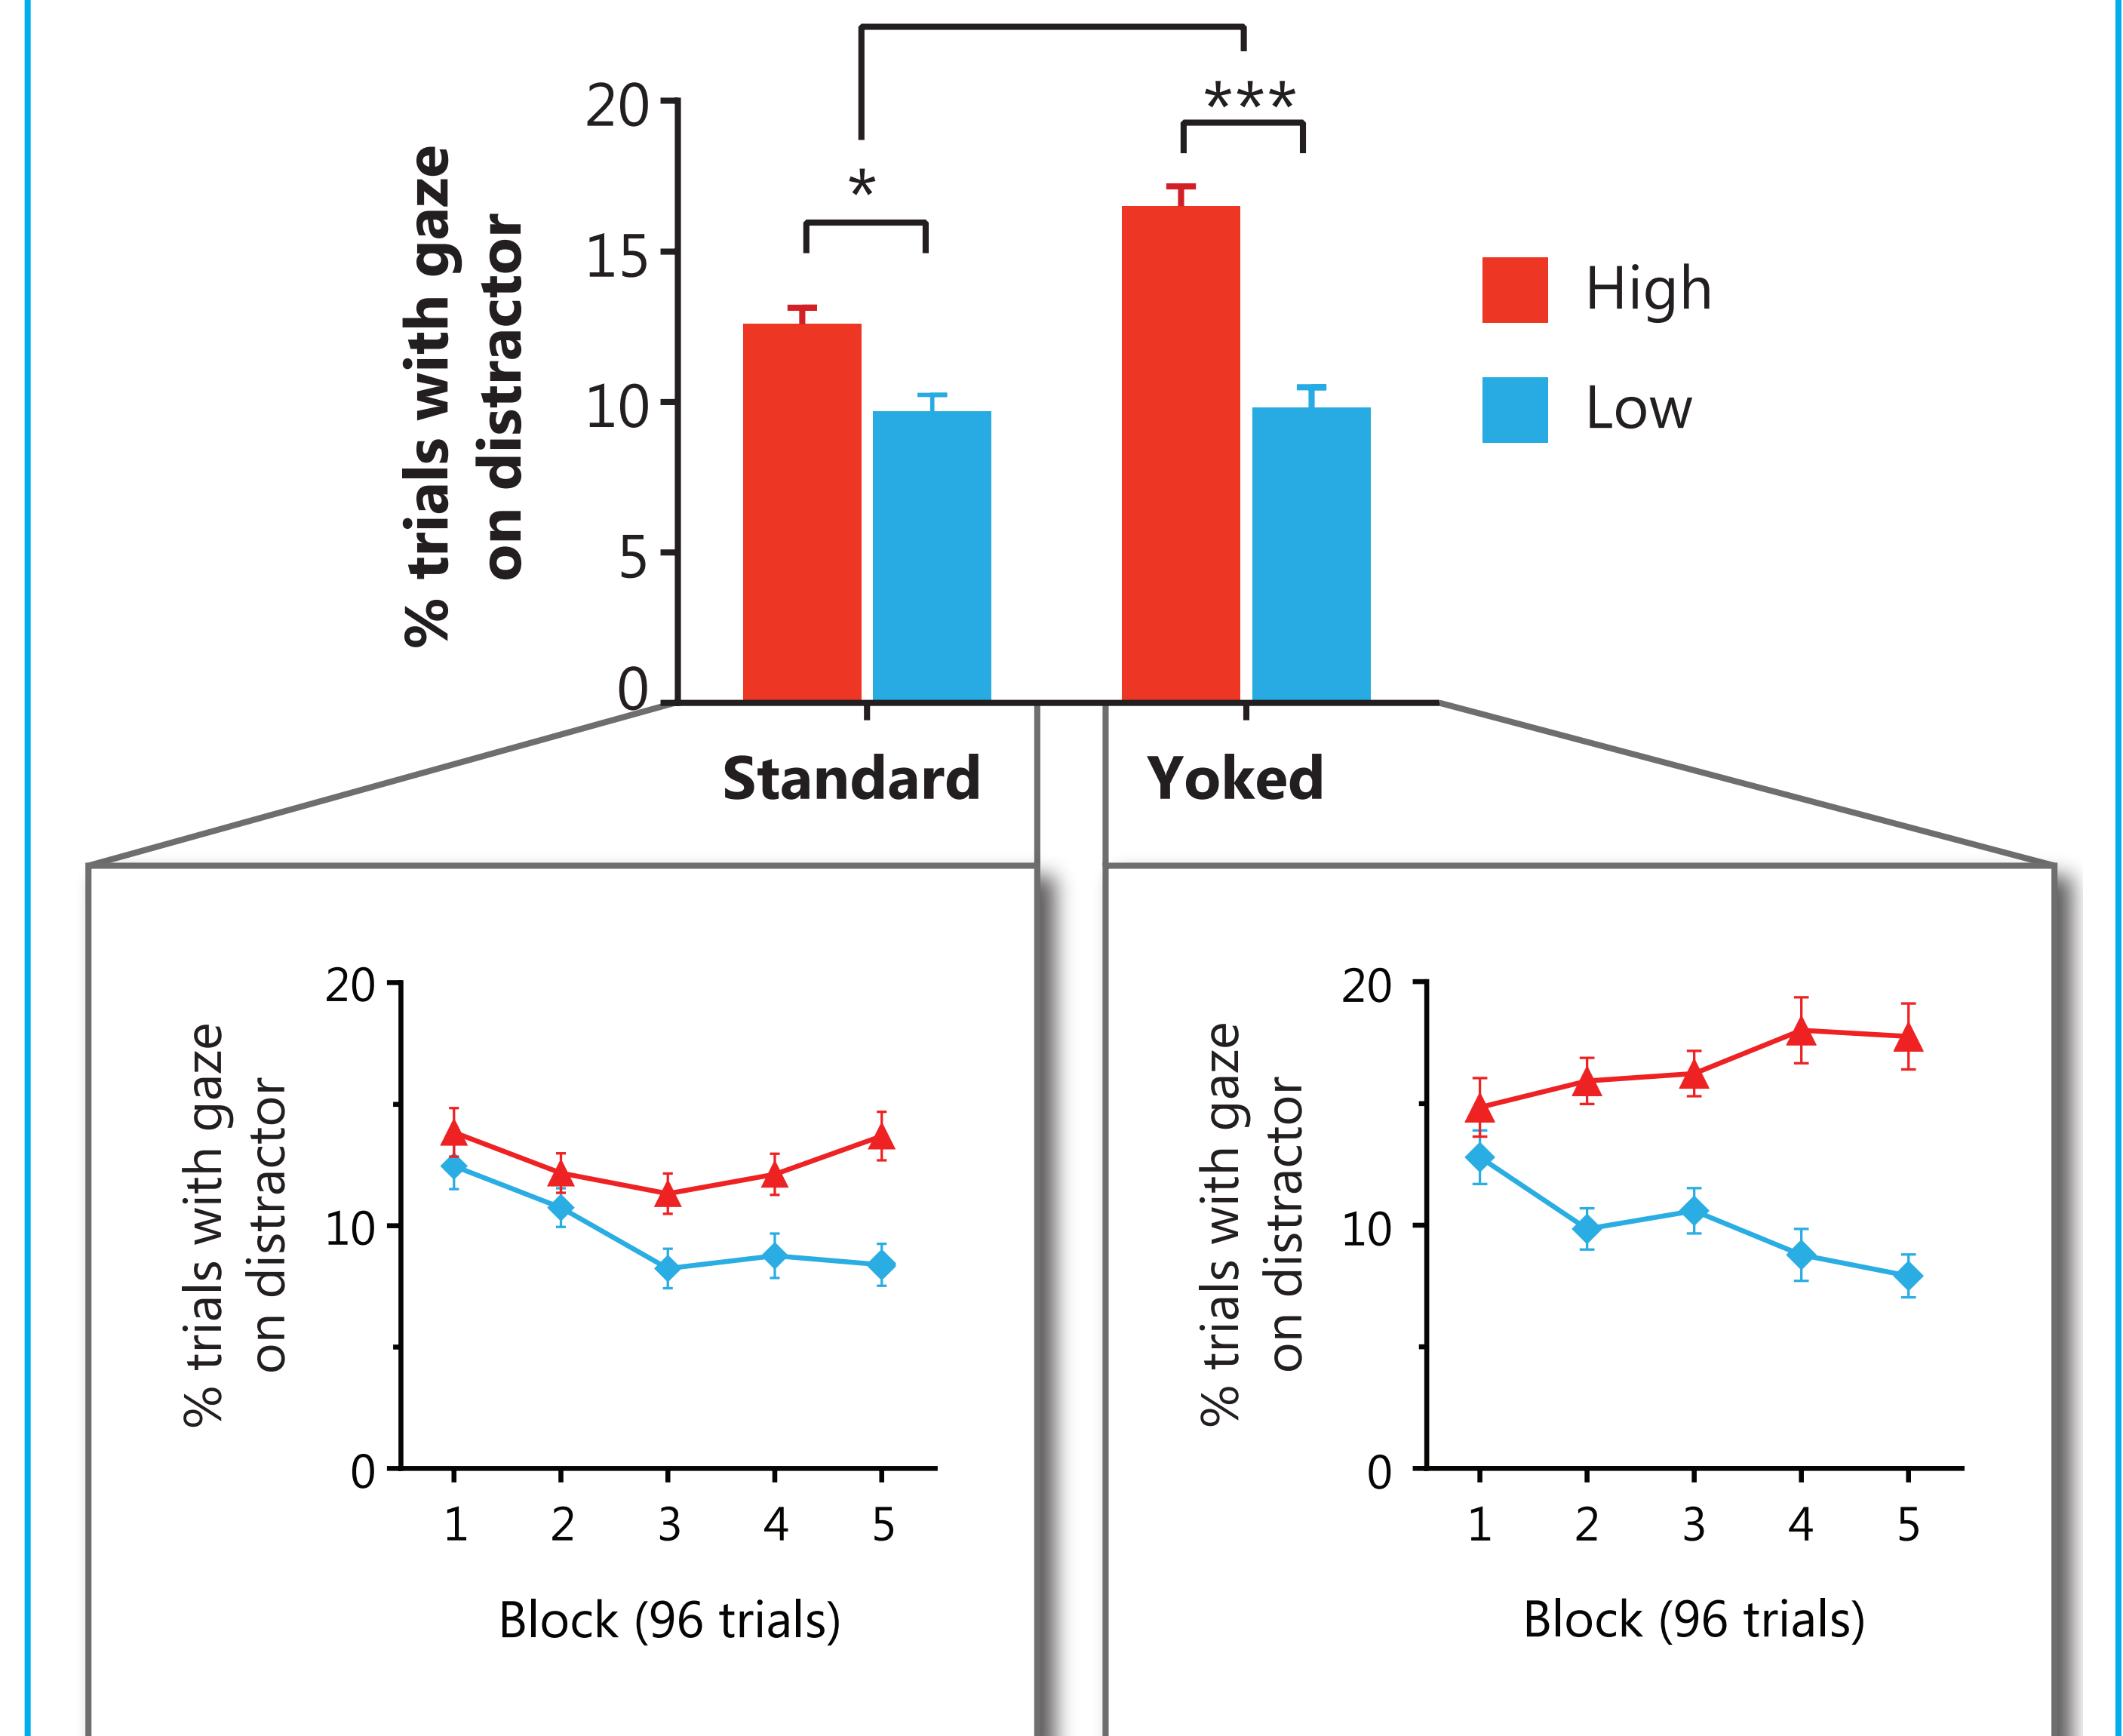 % trials with gaze
on distractor
20
15
10
5
0
*
***
High
Low
Standard
Yoked
% trials with gaze
on distractor
20
10
0
1 2 3 4 5
Block (96 trials)
% trials with gaze
on distractor
20
10
0
1 2 3 4 5
Block (96 trials)